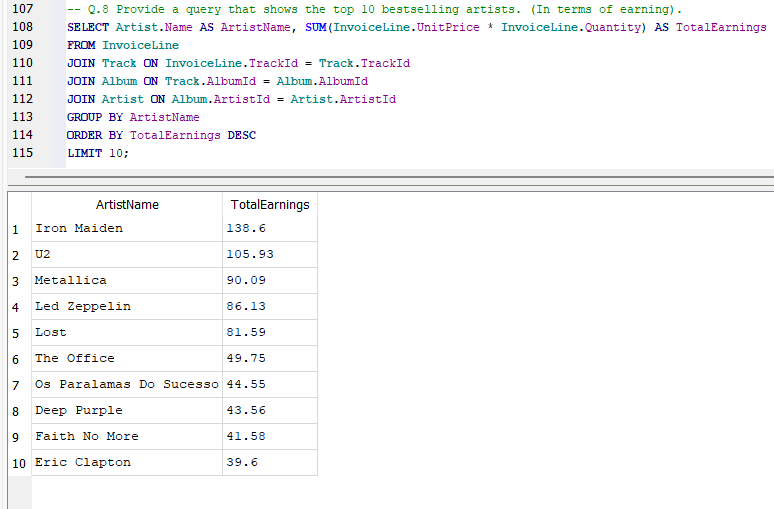 107 -- Q.8 Provide a query that shows the top 10 bestselling artists. (In terms of earning).
108 SELECT Artist.Name AS ArtistName, SUM(InvoiceLine.UnitPrice * InvoiceLine.Quantity) AS TotalEarnings
109 FROM InvoiceLine
110 JOIN Track ON InvoiceLine.TrackId = Track.TrackId
111 JOIN Album ON Track.AlbumId = Album.AlbumId
112 JOIN Artist ON Album.ArtistId = Artist.ArtistId
113 GROUP BY ArtistName
114 ORDER BY TotalEarnings DESC
115 LIMIT 10;
ArtistName TotalEarnings
1 Iron Maiden 138.6
2 U2 105.93
3 Metallica 90.09
4 Led Zeppelin 86.13
5 Lost 81.59
6 The Office 49.75
7 Os Paralamas Do Sucesso 44.55
8 Deep Purple 43.56
9 Faith No More 41.58
10 Eric Clapton 39.6